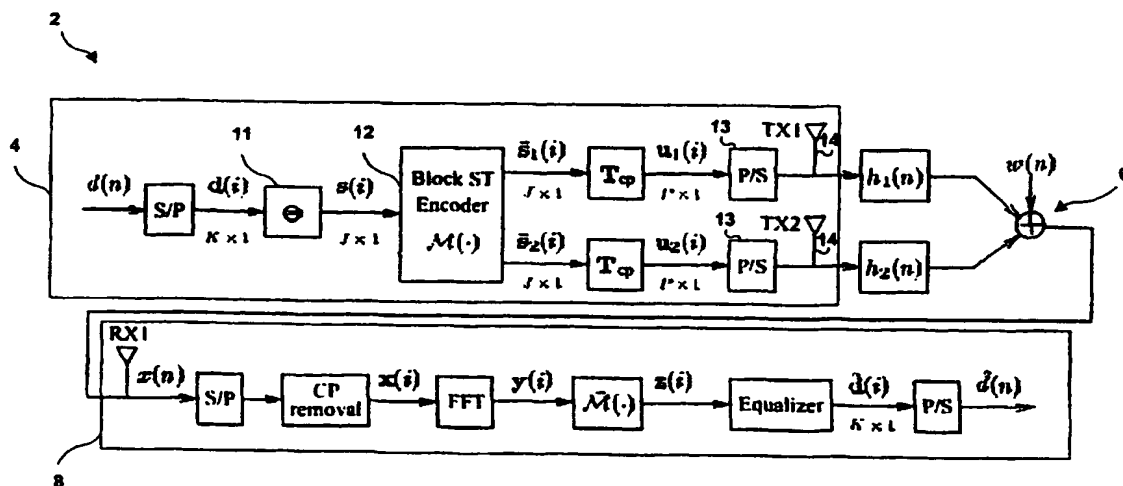 2
4
11
12
13
TX1
14
d(n)
S/P
d(i)
K × 1
Θ
s(i)
J × 1
Block ST
Encoder
M(·)
s̄₁(i)
J × 1
T_cp
u₁(i)
P × 1
P/S
h₁(n)
w(n)
6
13
TX2
14
s̄₂(i)
J × 1
T_cp
u₂(i)
P × 1
P/S
h₂(n)
RX1
x(n)
S/P
CP
removal
x(i)
FFT
y(i)
M̄(·)
z(i)
Equalizer
d̂(i)
K × 1
P/S
d̂(n)
8